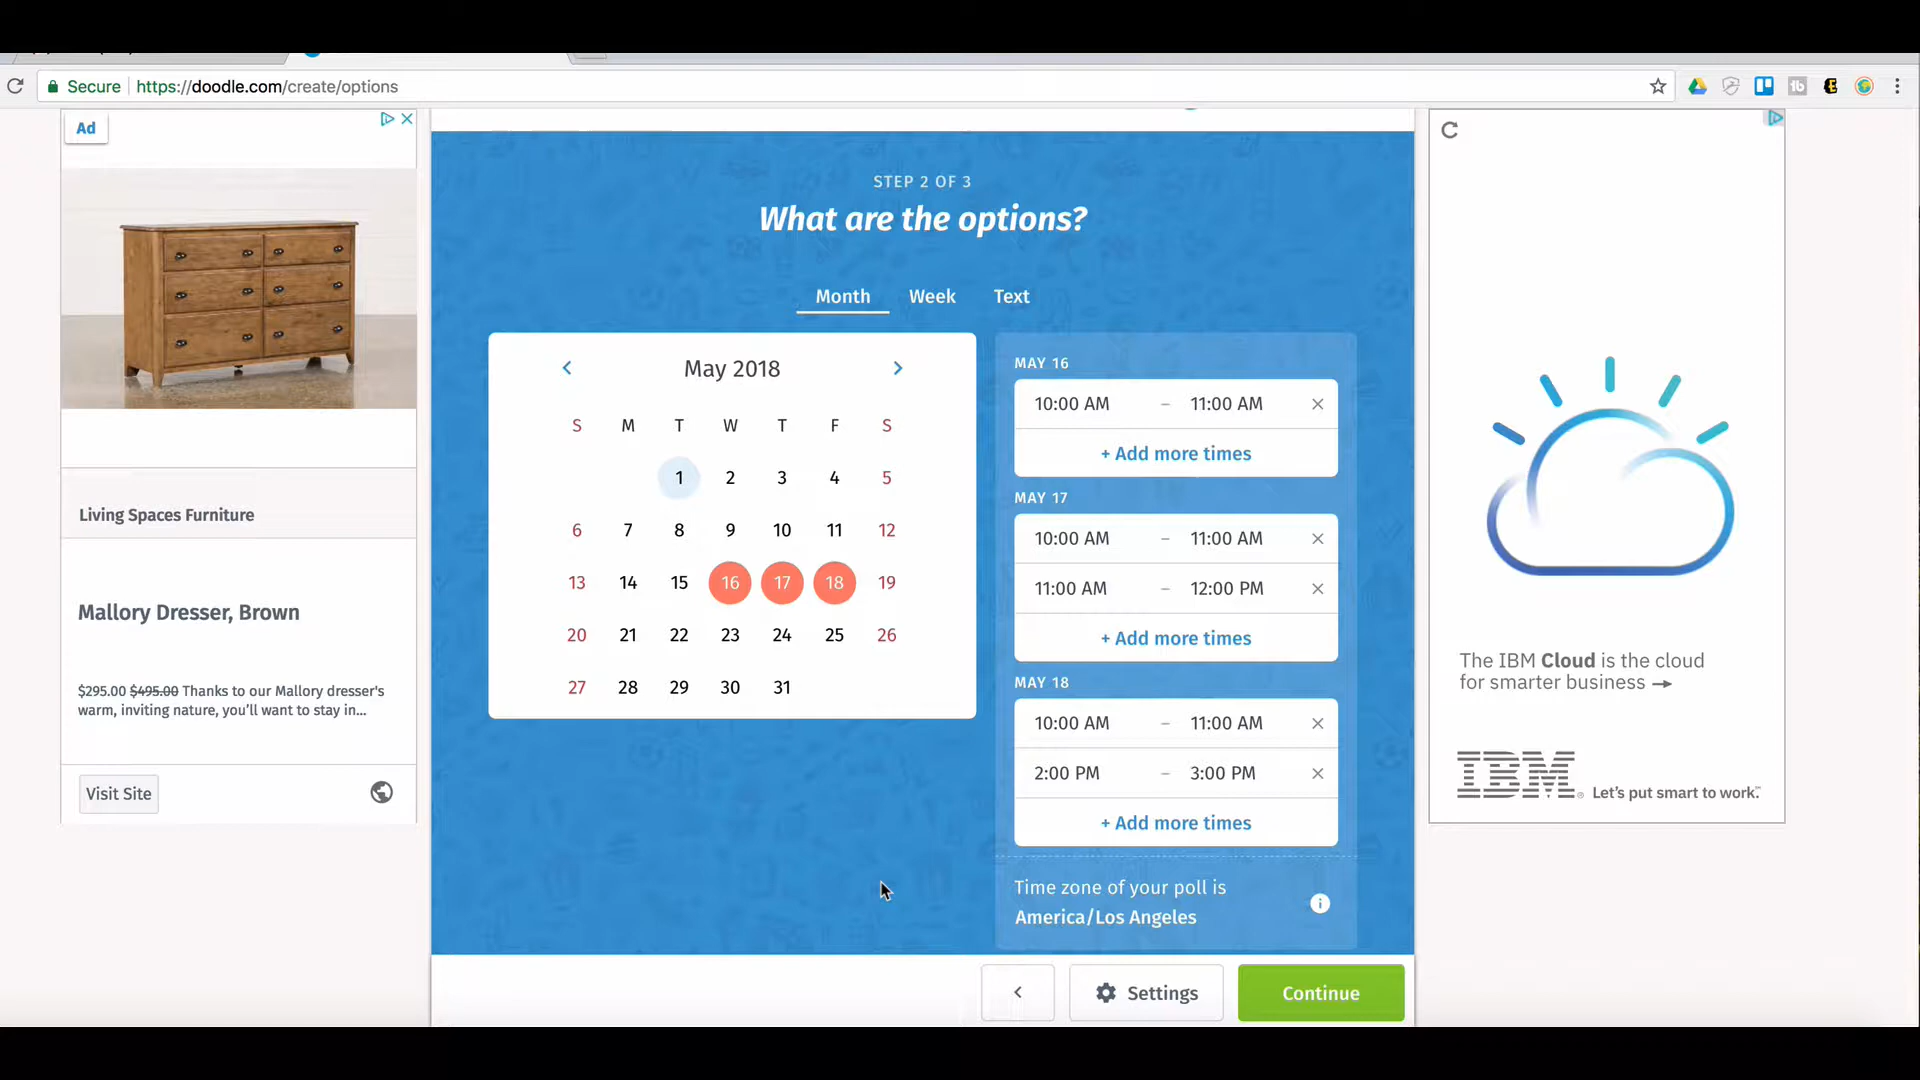 Secure https://doodle.com/create/options
Ad
Living Spaces Furniture
Mallory Dresser, Brown
$295.00 $495.00 Thanks to our Mallory dresser's
warm, inviting nature, you'll want to stay in...
Visit Site
STEP 2 OF 3
What are the options?
Month Week Text
May 2018
S M T W T F S
1 2 3 4 5
6 7 8 9 10 11 12
13 14 15 16 17 18 19
20 21 22 23 24 25 26
27 28 29 30 31
MAY 16
10:00 AM – 11:00 AM
+ Add more times
MAY 17
10:00 AM – 11:00 AM
11:00 AM – 12:00 PM
+ Add more times
MAY 18
10:00 AM – 11:00 AM
2:00 PM – 3:00 PM
+ Add more times
Time zone of your poll is
America/Los Angeles
Settings
Continue
The IBM Cloud is the cloud
for smarter business →
IBM® Let's put smart to work.™